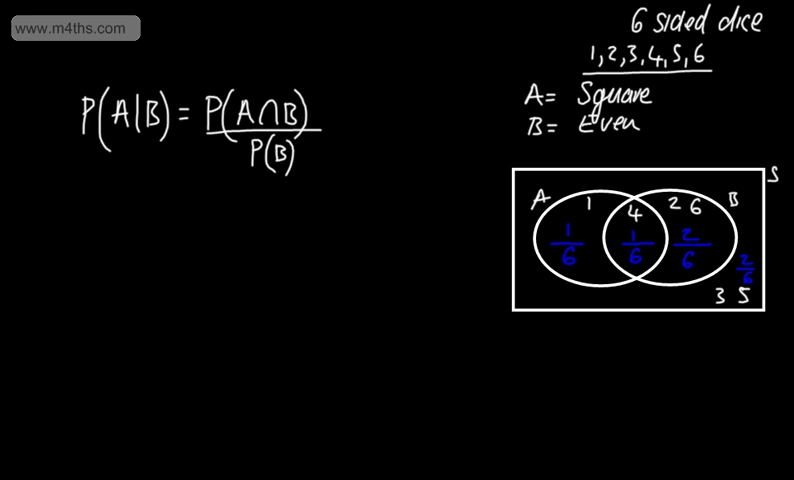 www.m4ths.com
6 sided dice
1,2,3,4,5,6
A= Square
B= Even
P(A|B) = P(A∩B)
P(B)
S
A 1 4 2 6 B
1/6 1/6 2/6 2/6
3 5